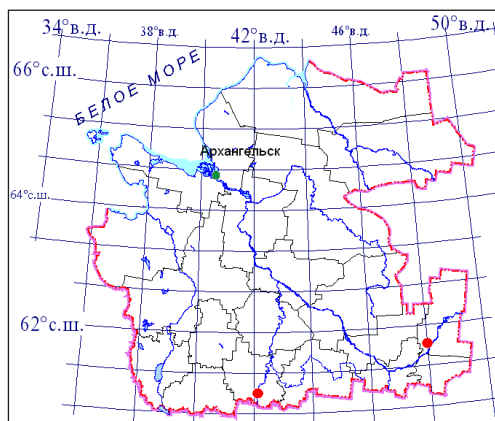 34°в.д.
38°в.д.
42°в.д.
46°в.д.
50°в.д.
66°с.ш.
БЕЛОЕ МОРЕ
Архангельск
64°с.ш.
62°с.ш.